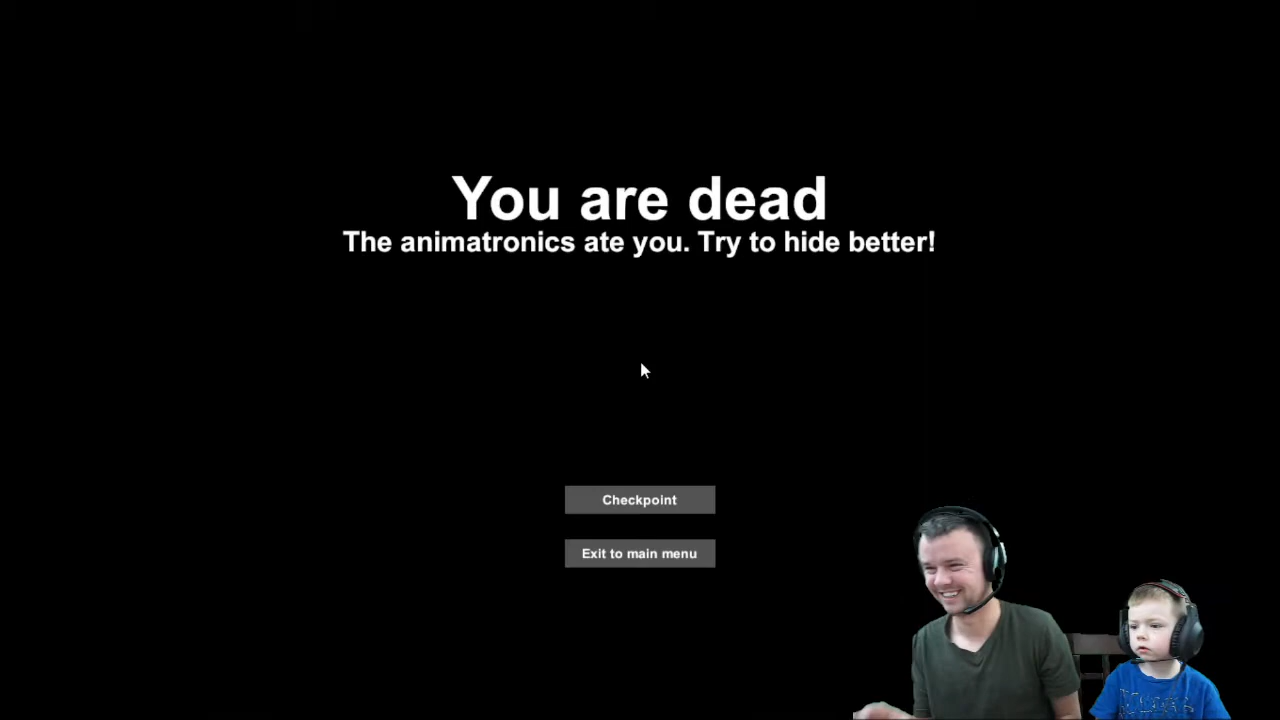 You are dead
The animatronics ate you. Try to hide better!
Checkpoint
Exit to main menu